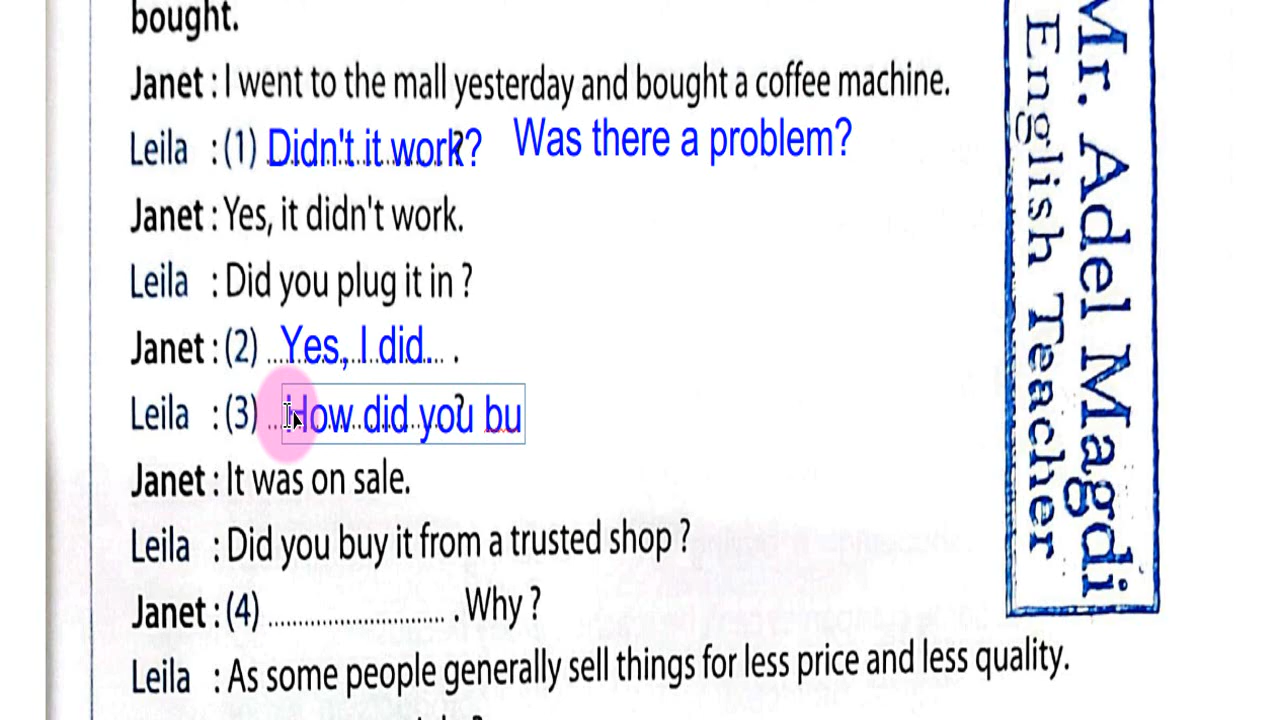 bought.
Janet : I went to the mall yesterday and bought a coffee machine.
Leila : (1) Didn't it work? ? Was there a problem?
Janet : Yes, it didn't work.
Leila : Did you plug it in ?
Janet : (2) ... Yes, I did. ... .
Leila : (3) ... How did you bu ?
Janet : It was on sale.
Leila : Did you buy it from a trusted shop ?
Janet : (4) .............................. . Why ?
Leila : As some people generally sell things for less price and less quality.
Mr. Adel Magdi
English Teacher